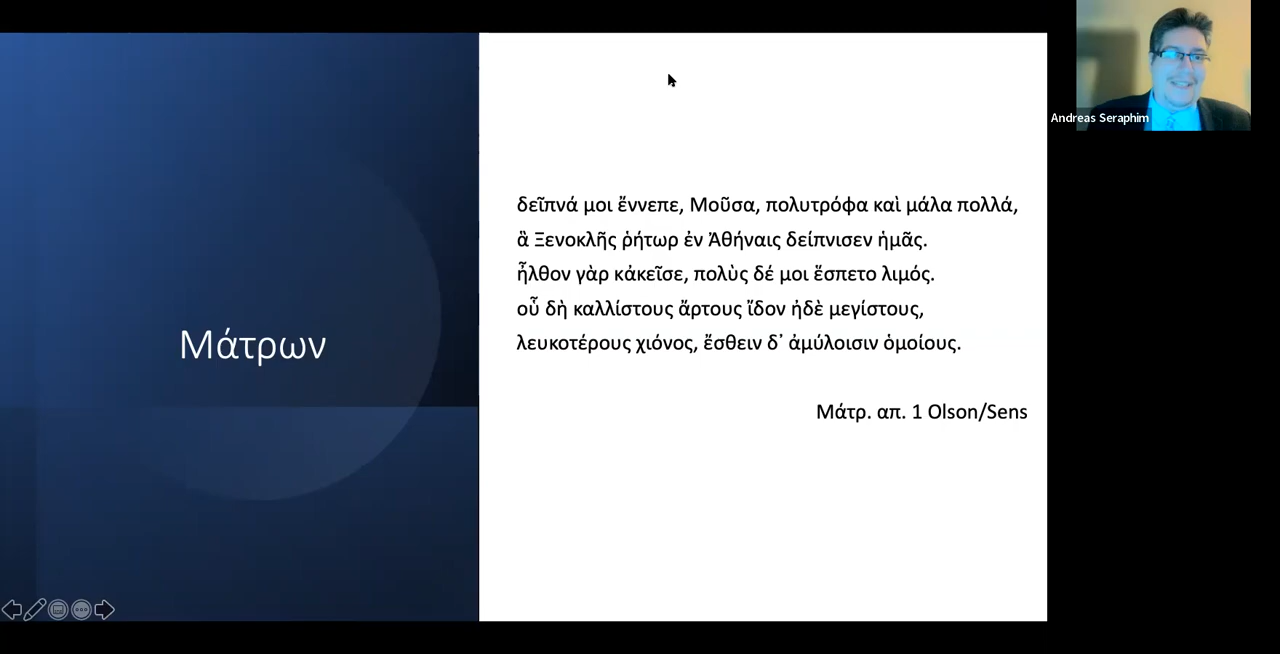 Andreas Seraphim
Μάτρων
δεῖπνά μοι ἔννεπε, Μοῦσα, πολυτρόφα καὶ μάλα πολλά,
ἃ Ξενοκλῆς ῥήτωρ ἐν Ἀθήναις δείπνισεν ἡμᾶς.
ἦλθον γὰρ κἀκεῖσε, πολὺς δέ μοι ἕσπετο λιμός.
οὗ δὴ καλλίστους ἄρτους ἴδον ἠδὲ μεγίστους,
λευκοτέρους χιόνος, ἔσθειν δ᾽ ἀμύλοισιν ὁμοίους.
Μάτρ. απ. 1 Olson/Sens